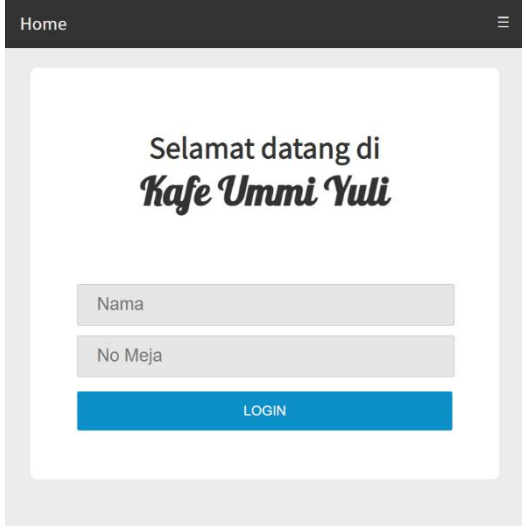 Home ☰
Selamat datang di
Kafe Ummi Yuli
Nama
No Meja
LOGIN